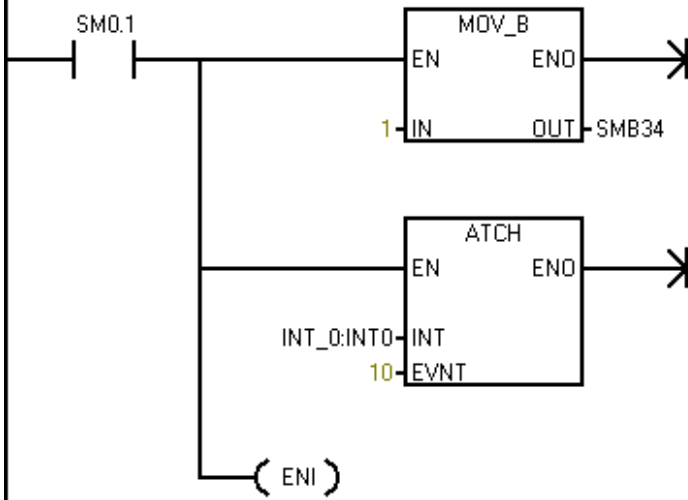 SM0.1
MOV_B
EN ENO
1 IN OUT SMB34
ATCH
EN ENO
INT_0:INT0 INT
10 EVNT
ENI